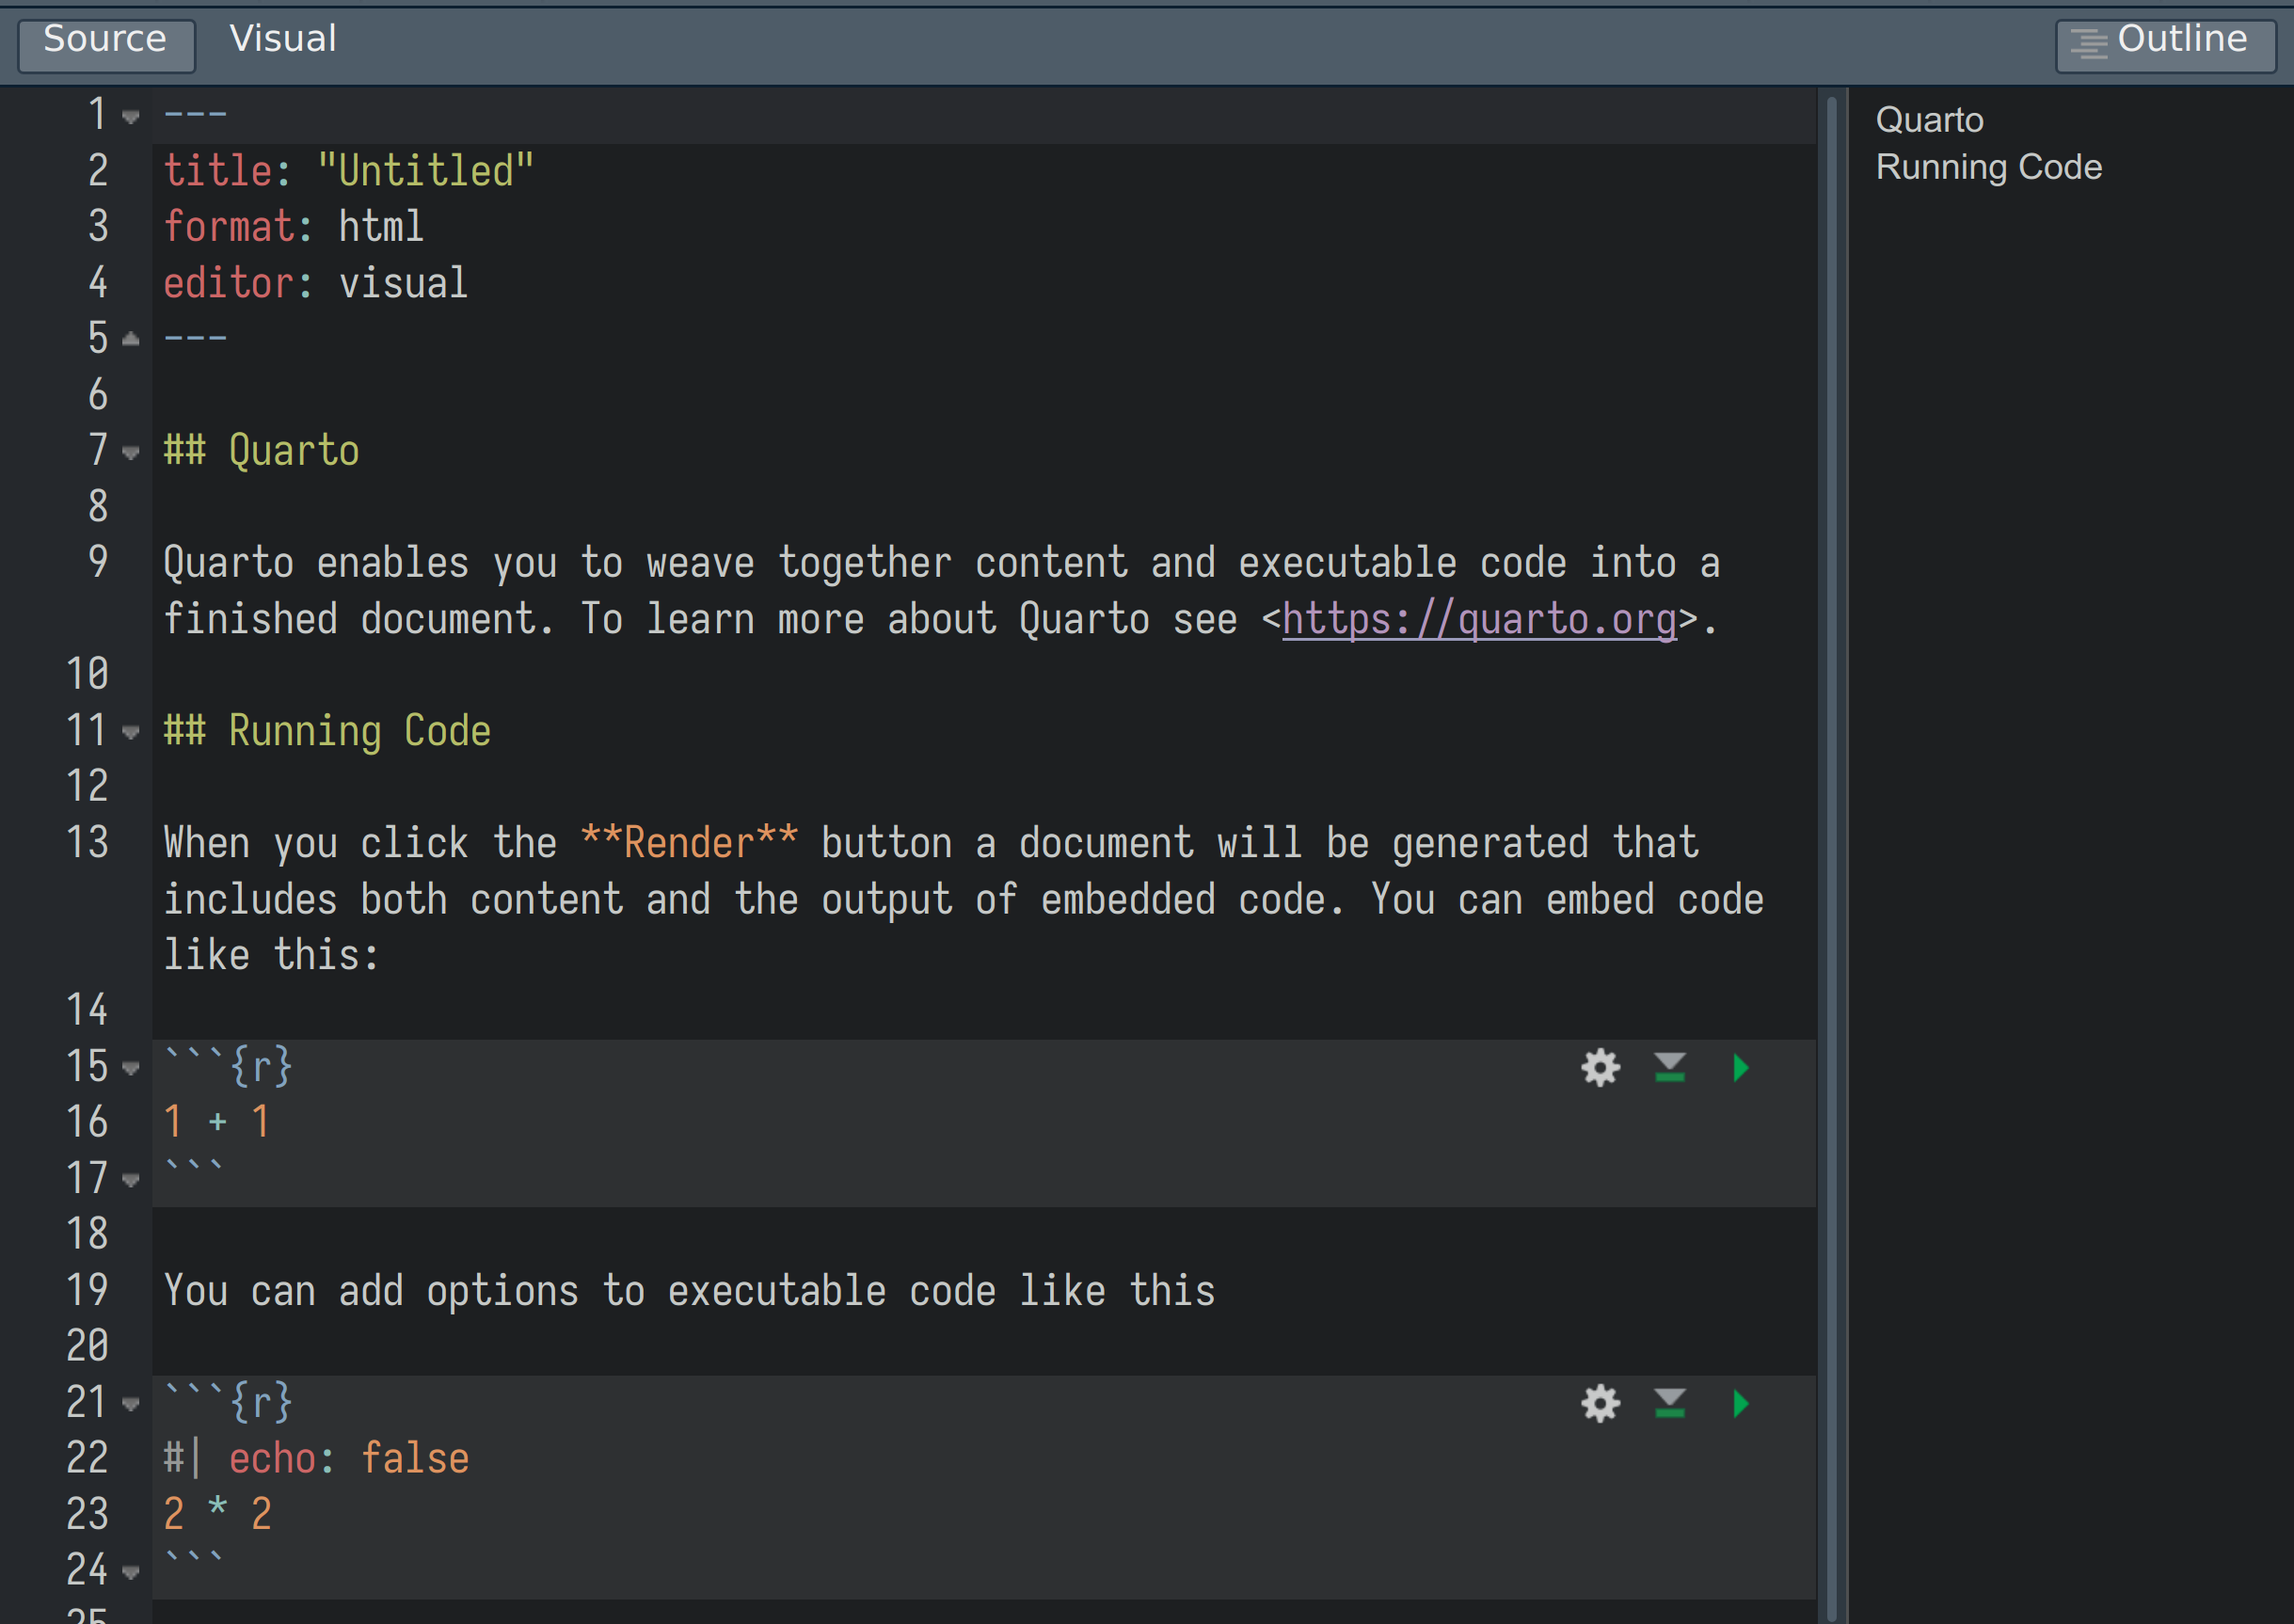 Source Visual Outline
1 ---
2 title: "Untitled"
3 format: html
4 editor: visual
5 ---
6
7 ## Quarto
8
9 Quarto enables you to weave together content and executable code into a
finished document. To learn more about Quarto see <https://quarto.org>.
10
11 ## Running Code
12
13 When you click the **Render** button a document will be generated that
includes both content and the output of embedded code. You can embed code
like this:
14
15 ```{r}
16 1 + 1
17 ```
18
19 You can add options to executable code like this
20
21 ```{r}
22 #| echo: false
23 2 * 2
24 ```
25
Quarto
Running Code